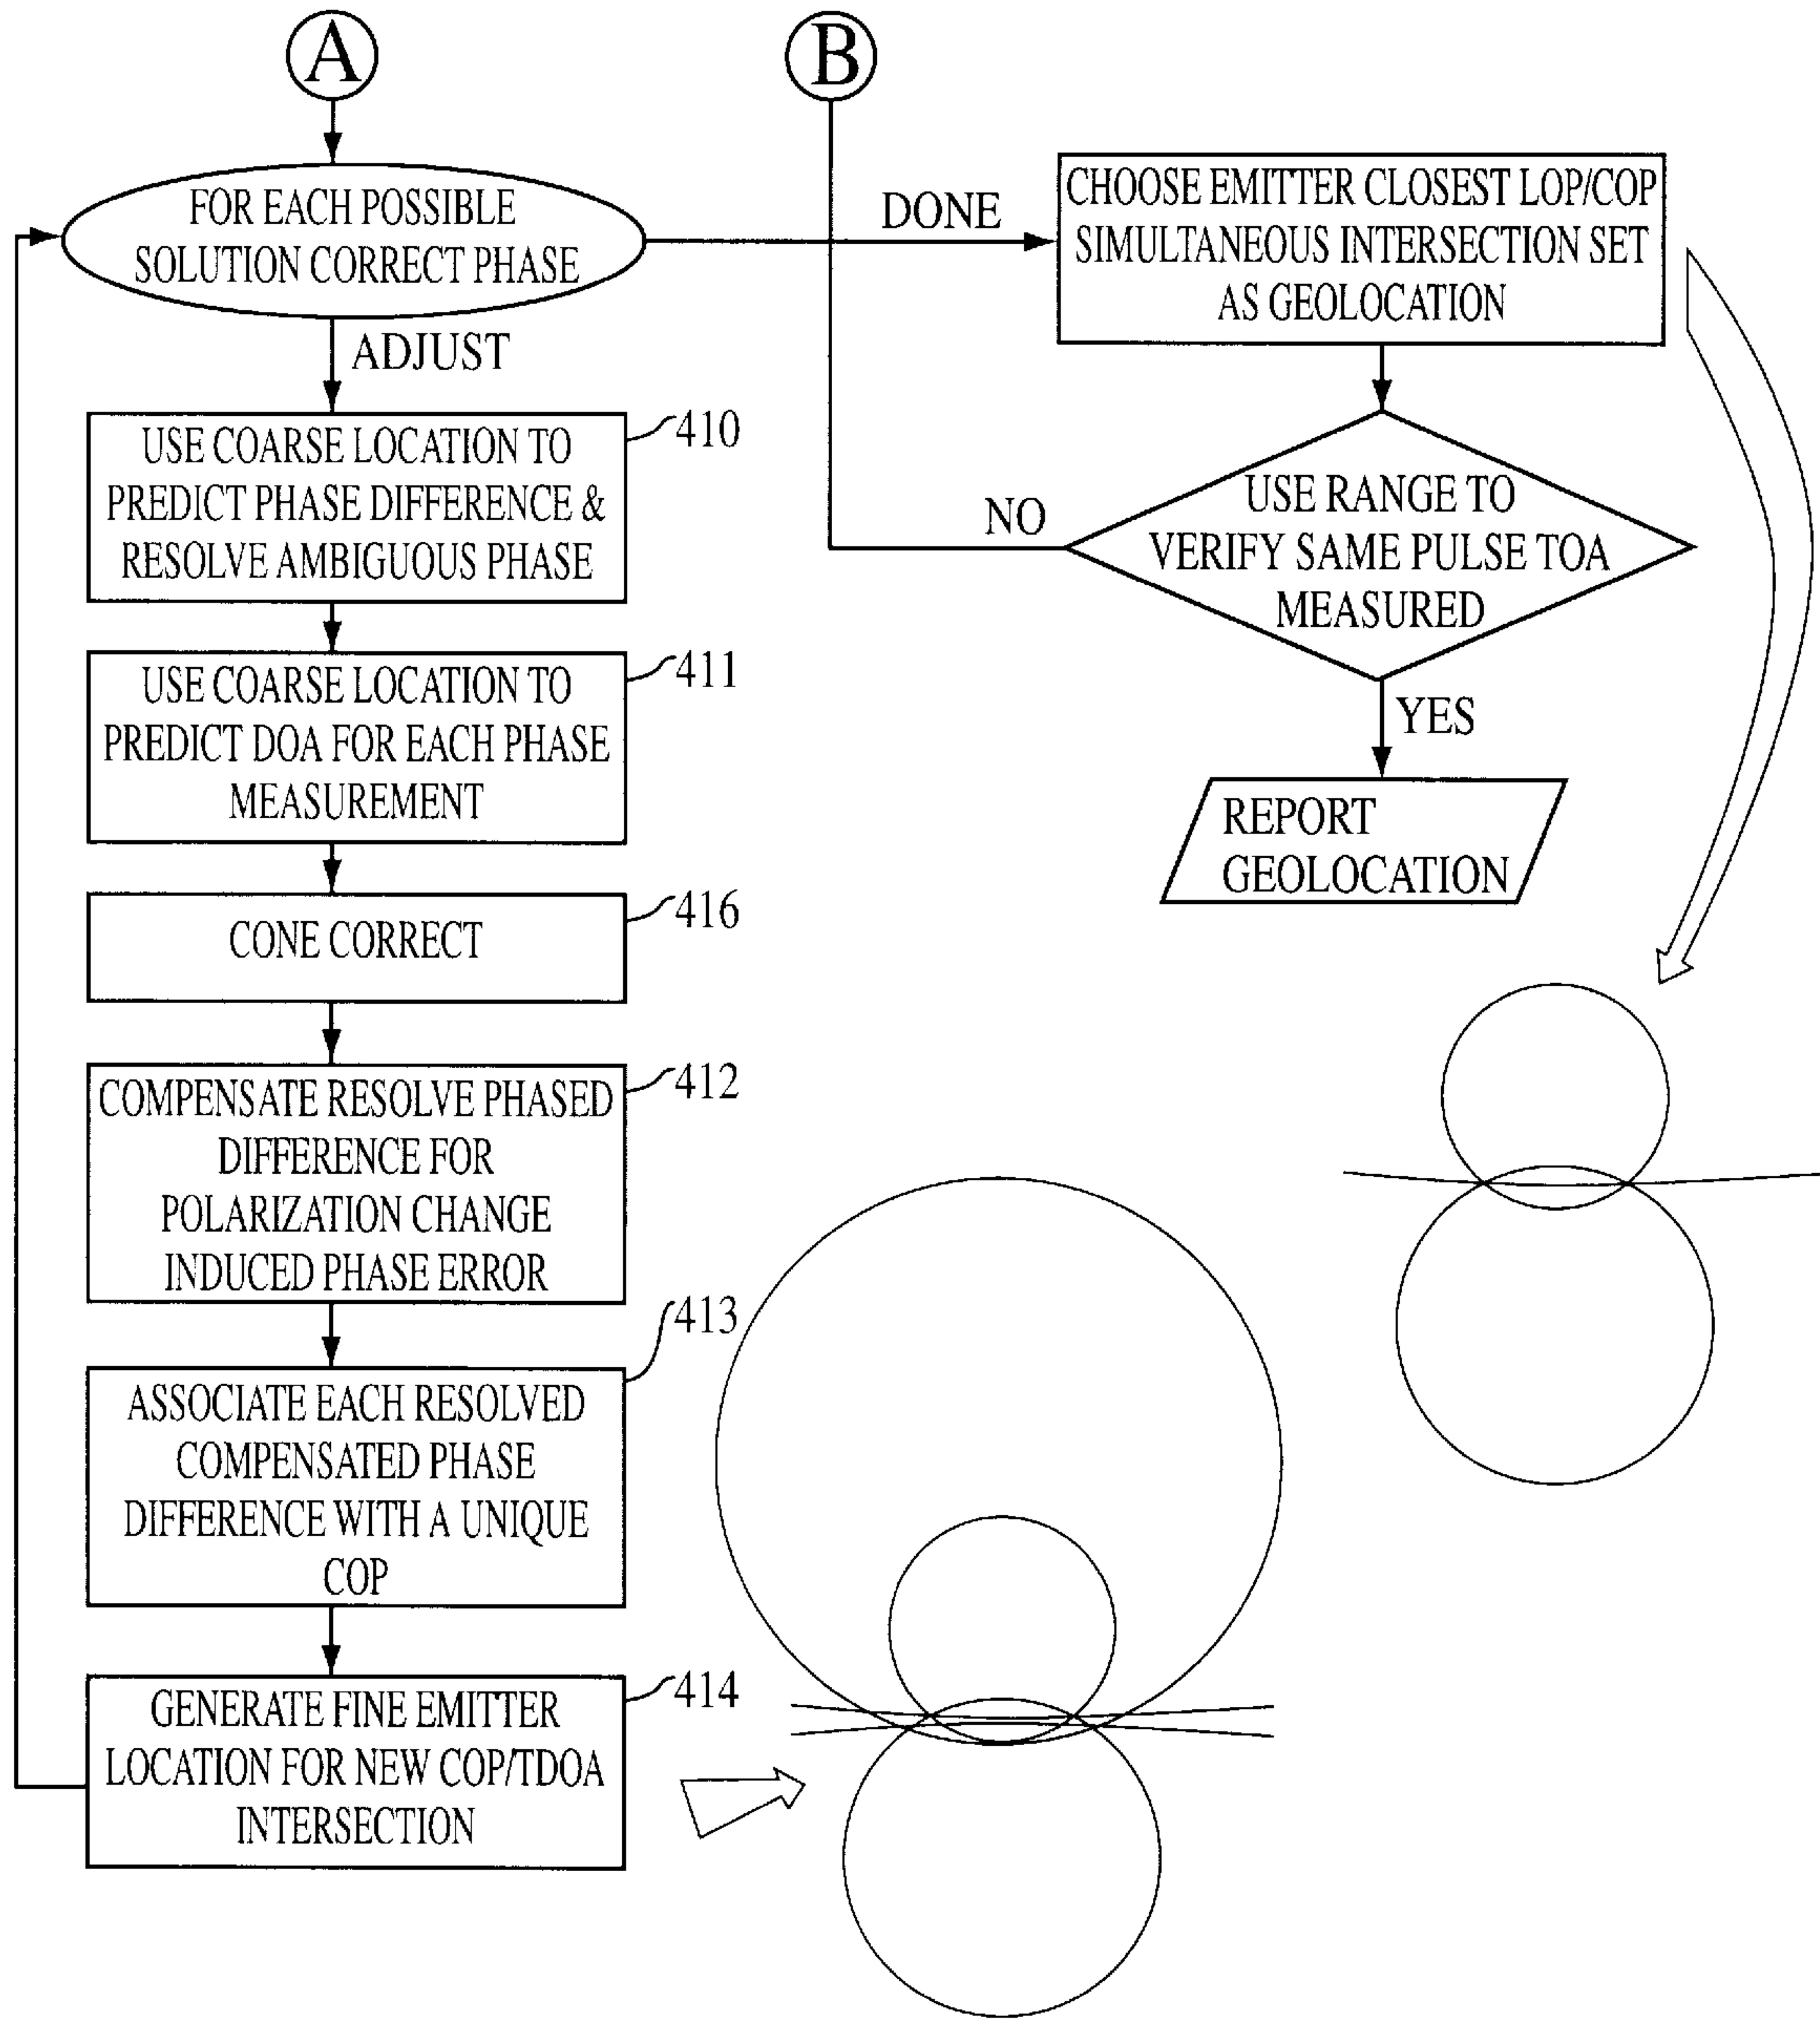 A
B
FOR EACH POSSIBLE
SOLUTION CORRECT PHASE
DONE
CHOOSE EMITTER CLOSEST LOP/COP
SIMULTANEOUS INTERSECTION SET
AS GEOLOCATION
ADJUST
410
USE COARSE LOCATION TO
PREDICT PHASE DIFFERENCE &
RESOLVE AMBIGUOUS PHASE
NO
USE RANGE TO
VERIFY SAME PULSE TOA
MEASURED
411
USE COARSE LOCATION TO
PREDICT DOA FOR EACH PHASE
MEASUREMENT
YES
REPORT
GEOLOCATION
416
CONE CORRECT
412
COMPENSATE RESOLVE PHASED
DIFFERENCE FOR
POLARIZATION CHANGE
INDUCED PHASE ERROR
413
ASSOCIATE EACH RESOLVED
COMPENSATED PHASE
DIFFERENCE WITH A UNIQUE
COP
414
GENERATE FINE EMITTER
LOCATION FOR NEW COP/TDOA
INTERSECTION